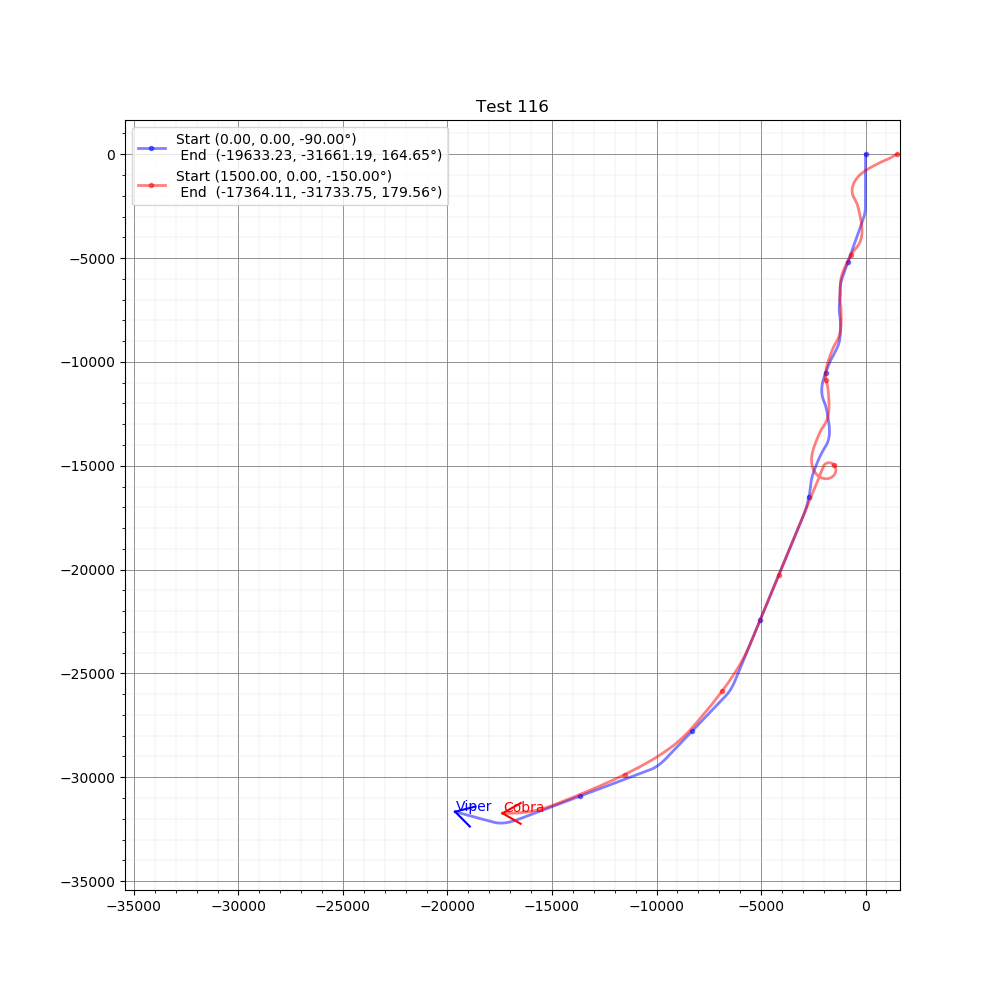 Test 116
Start (0.00, 0.00, -90.00°)
End (-19633.23, -31661.19, 164.65°)
Start (1500.00, 0.00, -150.00°)
End (-17364.11, -31733.75, 179.56°)
0
−5000
−10000
−15000
−20000
−25000
−30000
−35000
Viper
Cobra
−35000 −30000 −25000 −20000 −15000 −10000 −5000 0